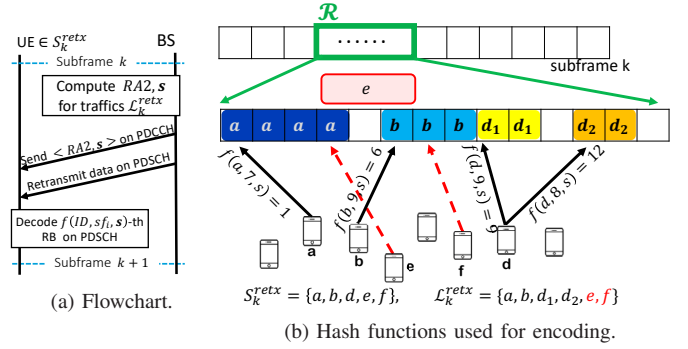 UE ∈ S_k^{retx}
BS
Subframe k
Compute RA2, s
for traffics ℒ_k^{retx}
Send < RA2, s > on PDCCH
Retransmit data on PDSCH
Decode f(ID, sf_i, s)-th
RB on PDSCH
Subframe k + 1
(a) Flowchart.
ℛ
......
subframe k
e
a a a a b b b d_1 d_1 d_2 d_2
f(a, 7, s) = 1
f(b, 9, s) = 6
f(d, 9, s) = 9
f(d, 8, s) = 12
a
b
e
f
d
S_k^{retx} = {a, b, d, e, f}, ℒ_k^{retx} = {a, b, d_1, d_2, e, f}
(b) Hash functions used for encoding.